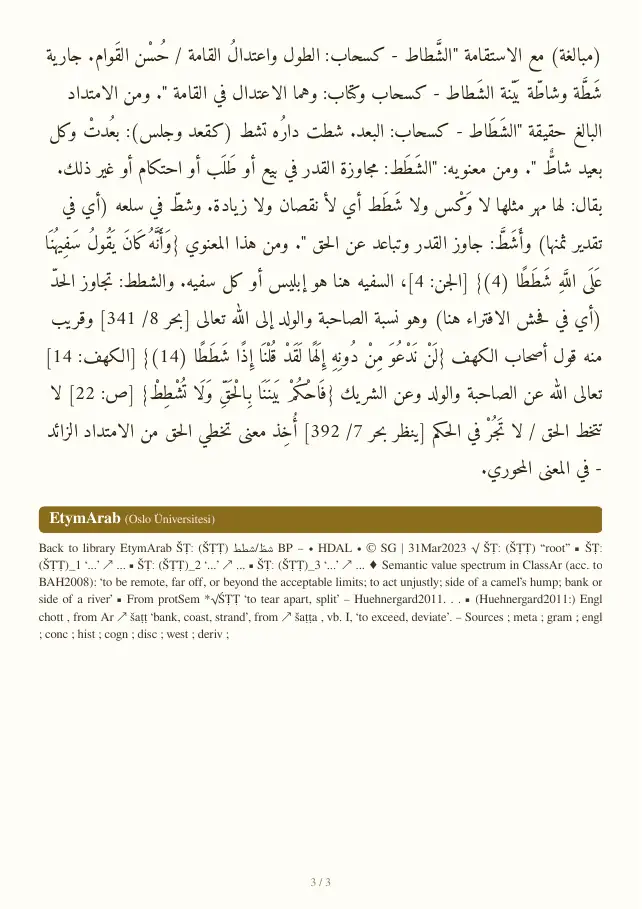 (مبالغة) مع الاستقامة "الشَّطاط - كسحاب: الطول واعتدالُ القامة / حُسْن القَوام. جارية
شَطَّة وشاطّة بَيّنة الشَطاط - كسحاب وكتاب: وهما الاعتدال في القامة ". ومن الامتداد
البالغ حقيقة "الشَطَاط - كسحاب: البعد. شطت دارُه تشط (كقعد وجلس): بعُدتْ وكل
بعيد شاطٌّ ". ومن معنويه: "الشَطَط: مجاوزة القدر في بيع أو طَلَب أو احتكام أو غير ذلك.
يقال: لها مهر مثلها لا وَكْس ولا شَطَط أي لأ نقصان ولا زيادة. وشطّ في سلعه (أي في
تقدير ثمنها) وأَشَطَّ: جاوز القدر وتباعد عن الحق ". ومن هذا المعنوي {وَأَنَّهُ كَانَ يَقُولُ سَفِيهُنَا
عَلَى اللَّهِ شَطَطًا (4)} [الجن: 4]، السفيه هنا هو إبليس أو كل سفيه. والشطط: تجاوز الحدّ
(أي في فحش الافتراء هنا) وهو نسبة الصاحبة والولد إلى الله تعالى [بحر 8/ 341] وقريب
منه قول أصحاب الكهف {لَنْ نَدْعُوَ مِنْ دُونِهِ إِلَهًا لَقَدْ قُلْنَا إِذًا شَطَطًا (14)} [الكهف: 14]
تعالى الله عن الصاحبة والولد وعن الشريك {فَاحْكُمْ بَيْنَنَا بِالْحَقِّ وَلَا تُشْطِطْ} [ص: 22] لا
تتخط الحق / لا تَجُرْ في الحكم [ينظر بحر 7/ 392] أُخِذ معنى تخطي الحق من الامتداد الزائد
- في المعنى المحوري.
EtymArab (Oslo Üniversitesi)
Back to library EtymArab ŠṬ: (ŠṬṬ) شطّ/شطط BP – • HDAL • © SG | 31Mar2023 √ ŠṬ: (ŠṬṬ) “root” ▪ ŠṬ:
(ŠṬṬ)_1 ‘...’ ↗ ... ▪ ŠṬ: (ŠṬṬ)_2 ‘...’ ↗ ... ▪ ŠṬ: (ŠṬṬ)_3 ‘...’ ↗ ... ♦ Semantic value spectrum in ClassAr (acc. to
BAH2008): ‘to be remote, far off, or beyond the acceptable limits; to act unjustly; side of a camel’s hump; bank or
side of a river’ ▪ From protSem *√ŚṬṬ ‘to tear apart, split’ – Huehnergard2011. . . ▪ (Huehnergard2011:) Engl
chott , from Ar ↗ šaṭṭ ‘bank, coast, strand’, from ↗ šaṭṭa , vb. I, ‘to exceed, deviate’. – Sources ; meta ; gram ; engl
; conc ; hist ; cogn ; disc ; west ; deriv ;
3 / 3